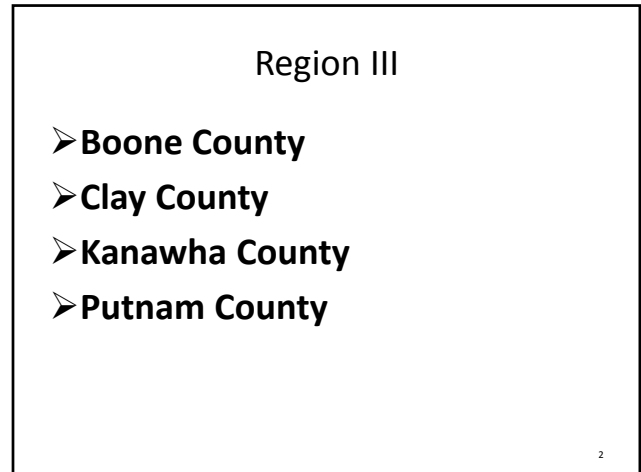 Region III
➢Boone County
➢Clay County
➢Kanawha County
➢Putnam County
2